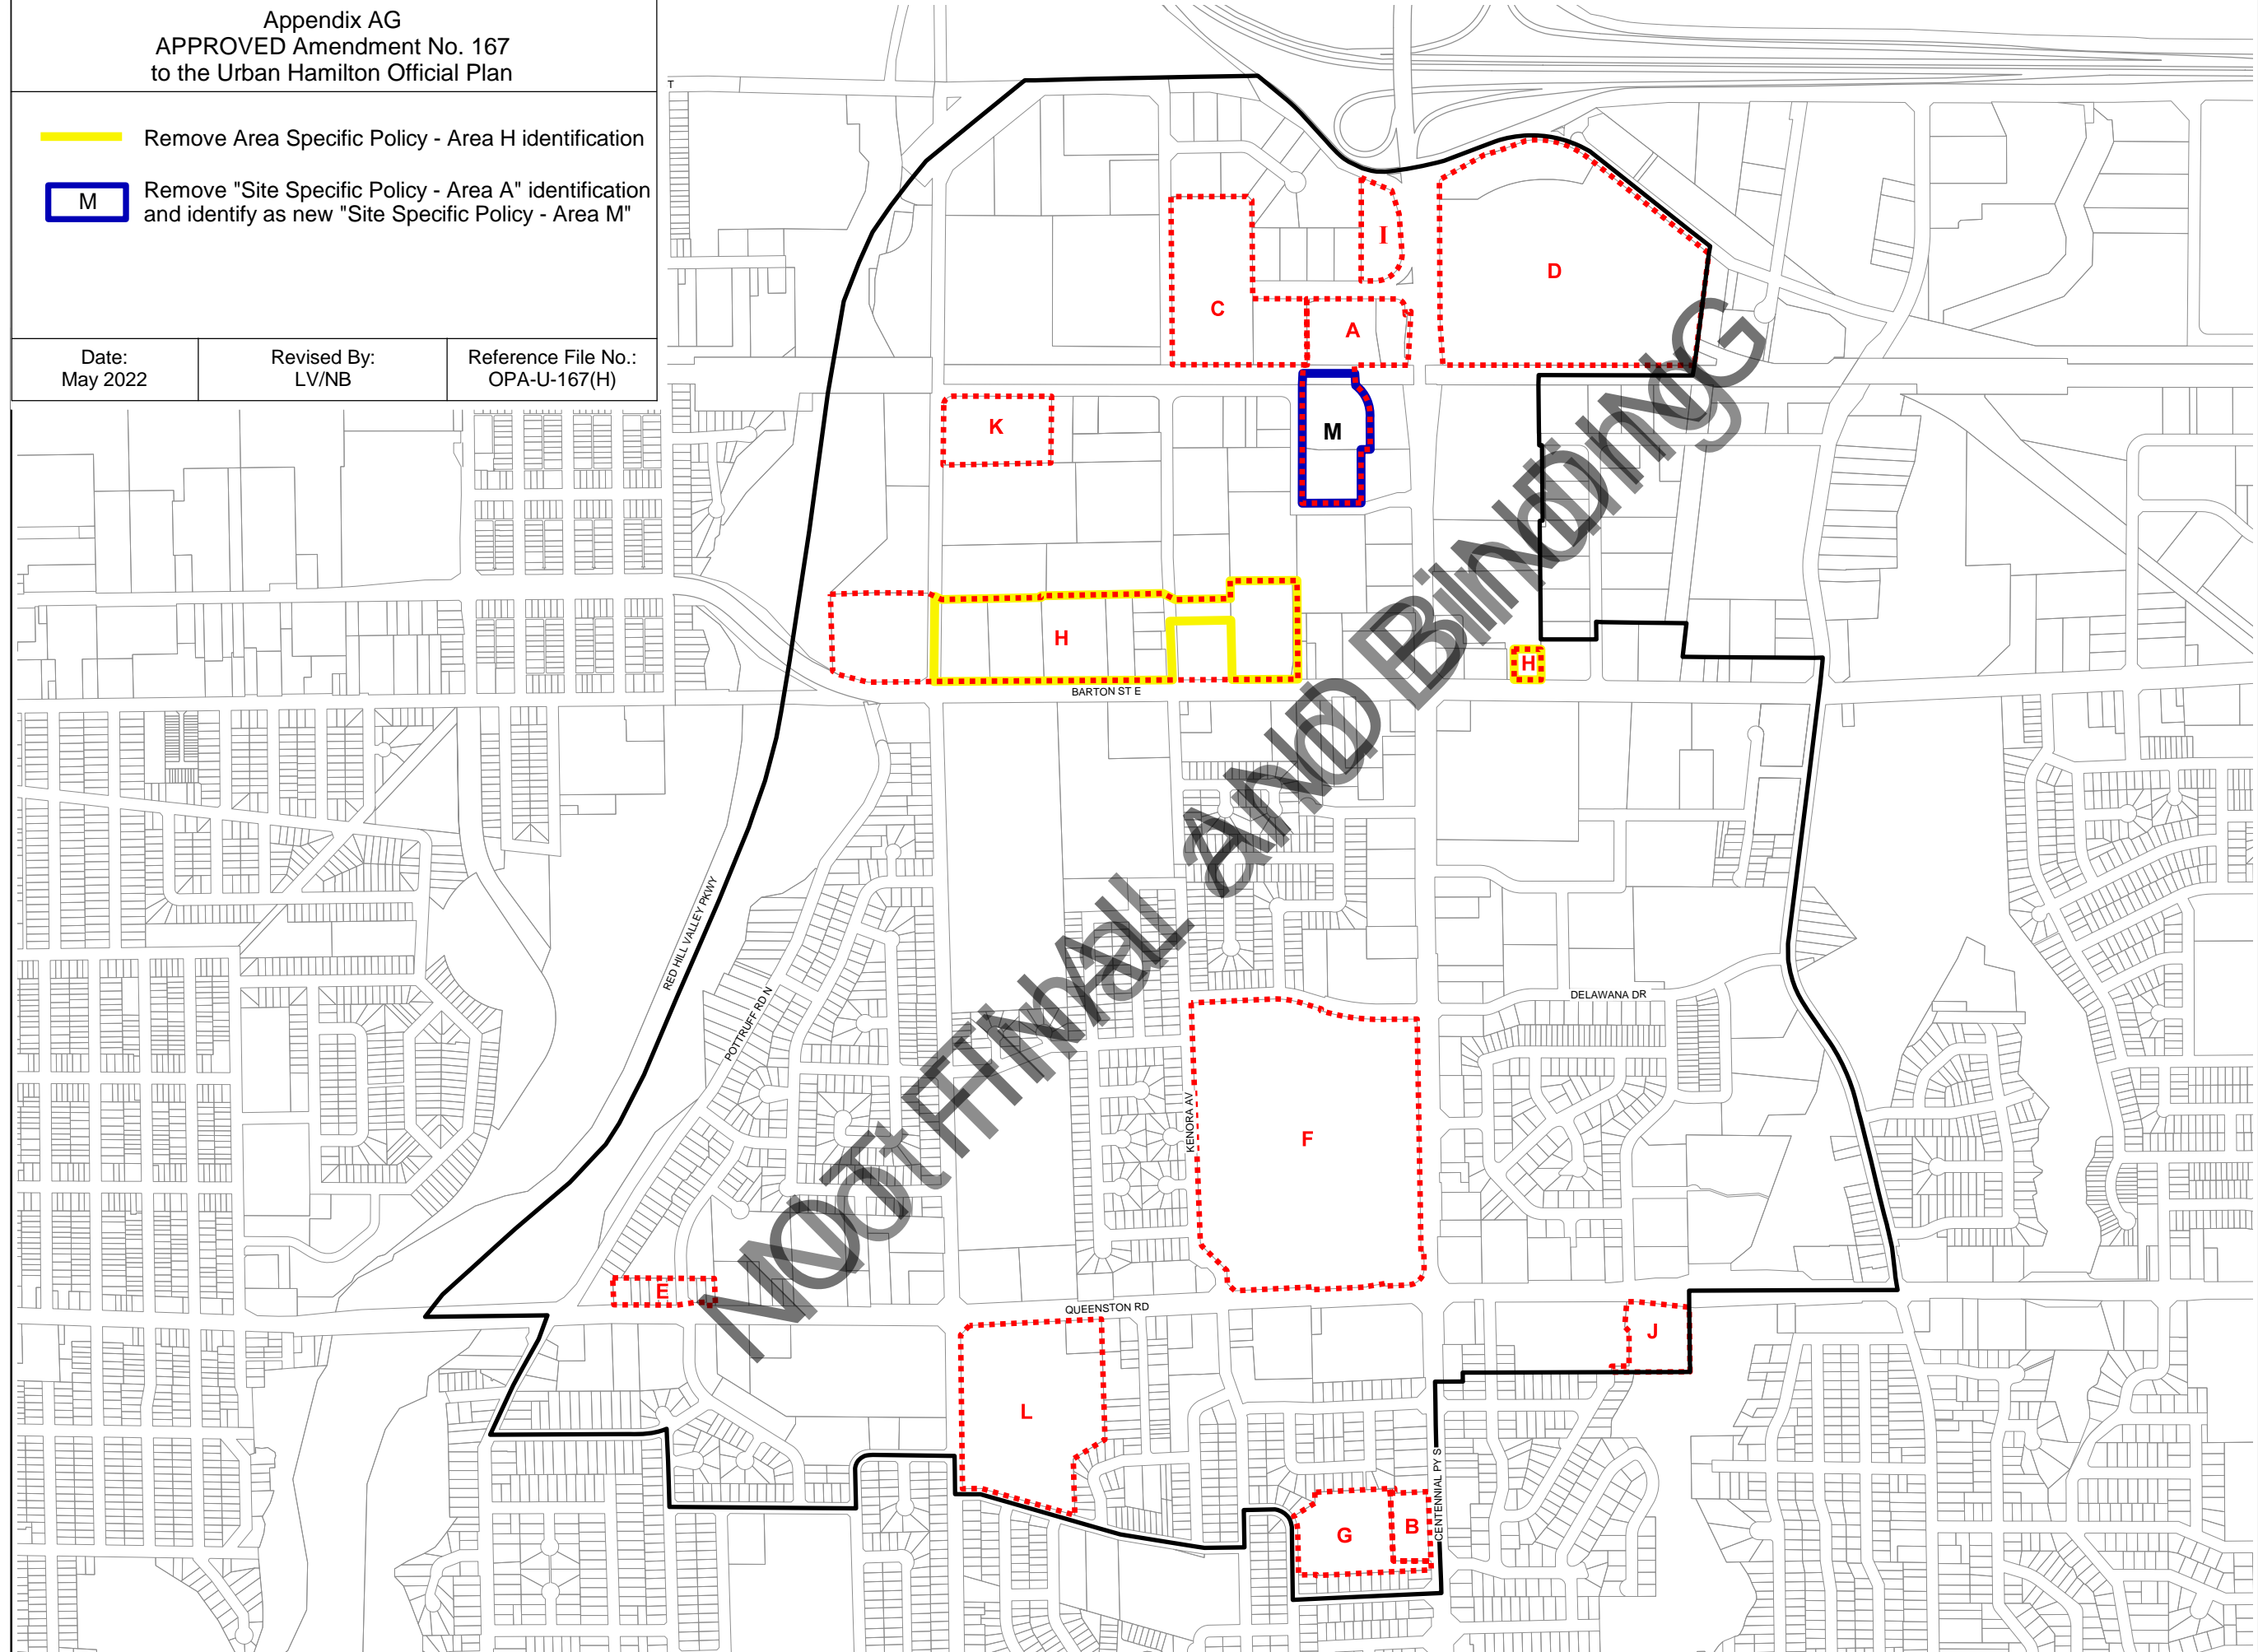 Appendix AG
APPROVED Amendment No. 167
to the Urban Hamilton Official Plan
Remove Area Specific Policy - Area H identification
M
Remove "Site Specific Policy - Area A" identification
and identify as new "Site Specific Policy - Area M"
Date:
May 2022
Revised By:
LV/NB
Reference File No.:
OPA-U-167(H)
T
I
D
C
A
K
M
H
H
BARTON ST E
RED HILL VALLEY PKWY
POTTRUFF RD N
DELAWANA DR
KENORA AV
F
E
QUEENSTON RD
J
L
CENTENNIAL PY S
G
B
NOT Final AND Binding